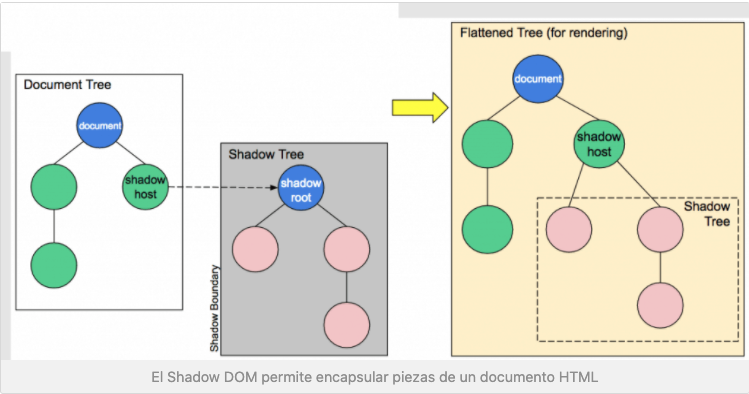 Document Tree
document
shadow
host
Shadow Tree
shadow
root
Shadow Boundary
Flattened Tree (for rendering)
document
shadow
host
Shadow
Tree
El Shadow DOM permite encapsular piezas de un documento HTML